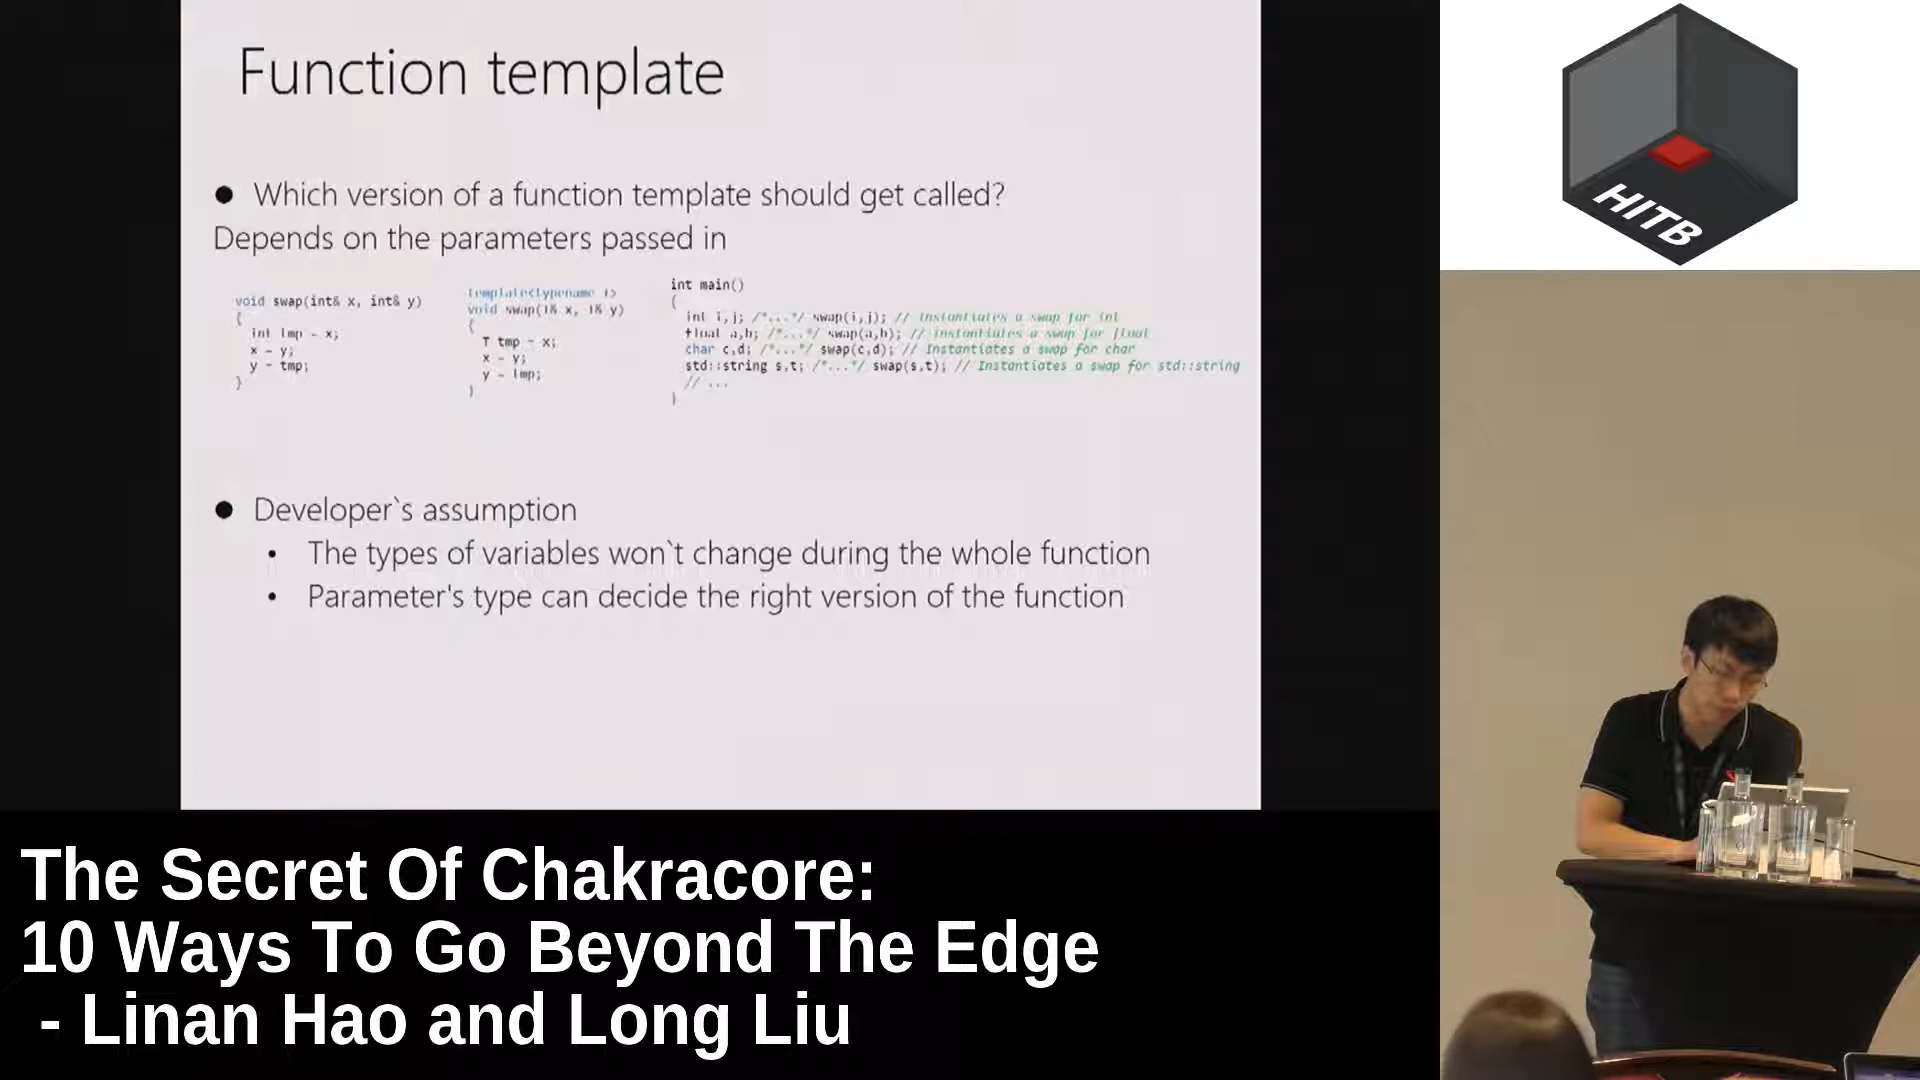 Function template
● Which version of a function template should get called?
Depends on the parameters passed in
void swap(int& x, int& y)
{
int tmp = x;
x = y;
y = tmp;
}
template<typename T>
void swap(T& x, T& y)
{
T tmp = x;
x = y;
y = tmp;
}
int main()
{
int i,j; /*...*/ swap(i,j); // Instantiates a swap for int
float a,b; /*...*/ swap(a,b); // Instantiates a swap for float
char c,d; /*...*/ swap(c,d); // Instantiates a swap for char
std::string s,t; /*...*/ swap(s,t); // Instantiates a swap for std::string
// ...
}
● Developer`s assumption
• The types of variables won`t change during the whole function
• Parameter's type can decide the right version of the function
HITB
The Secret Of Chakracore:
10 Ways To Go Beyond The Edge
- Linan Hao and Long Liu